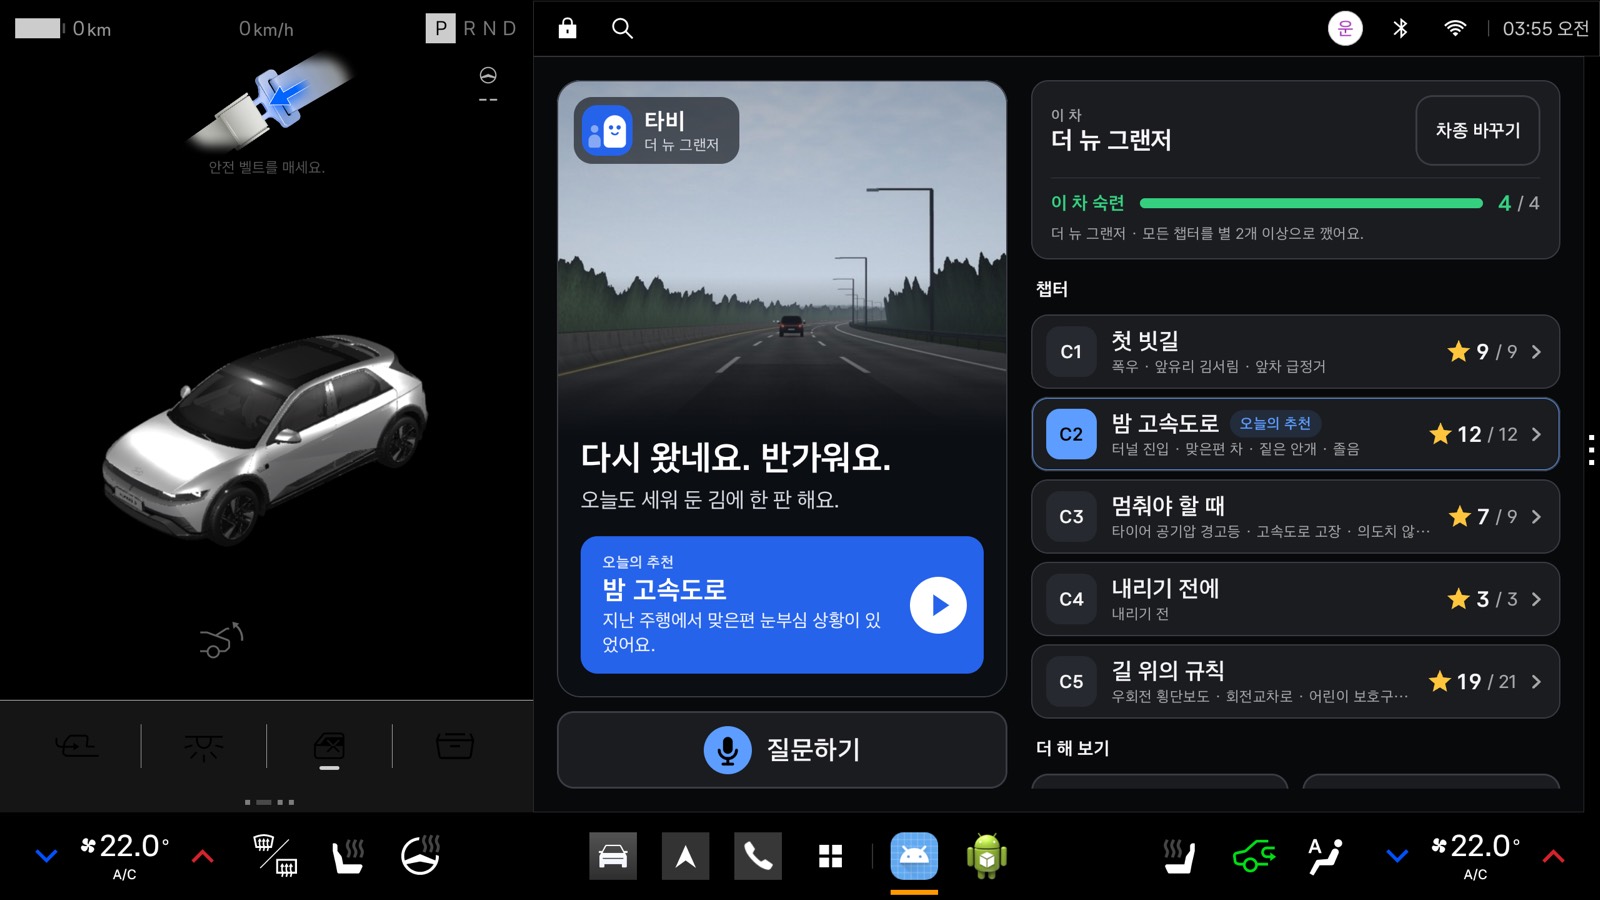 0 km
0 km/h
P R N D
--
안전 벨트를 매세요.
운
03:55 오전
타비
더 뉴 그랜저
다시 왔네요. 반가워요.
오늘도 세워 둔 김에 한 판 해요.
오늘의 추천
밤 고속도로
지난 주행에서 맞은편 눈부심 상황이 있
었어요.
질문하기
이 차
더 뉴 그랜저
차종 바꾸기
이 차 숙련
4 / 4
더 뉴 그랜저 · 모든 챕터를 별 2개 이상으로 깼어요.
챕터
C1
첫 빗길
폭우 · 앞유리 김서림 · 앞차 급정거
9 / 9
C2
밤 고속도로 오늘의 추천
터널 진입 · 맞은편 차 · 짙은 안개 · 졸음
12 / 12
C3
멈춰야 할 때
타이어 공기압 경고등 · 고속도로 고장 · 의도치 않…
7 / 9
C4
내리기 전에
내리기 전
3 / 3
C5
길 위의 규칙
우회전 횡단보도 · 회전교차로 · 어린이 보호구…
19 / 21
더 해 보기
22.0°
A/C
A
22.0°
A/C